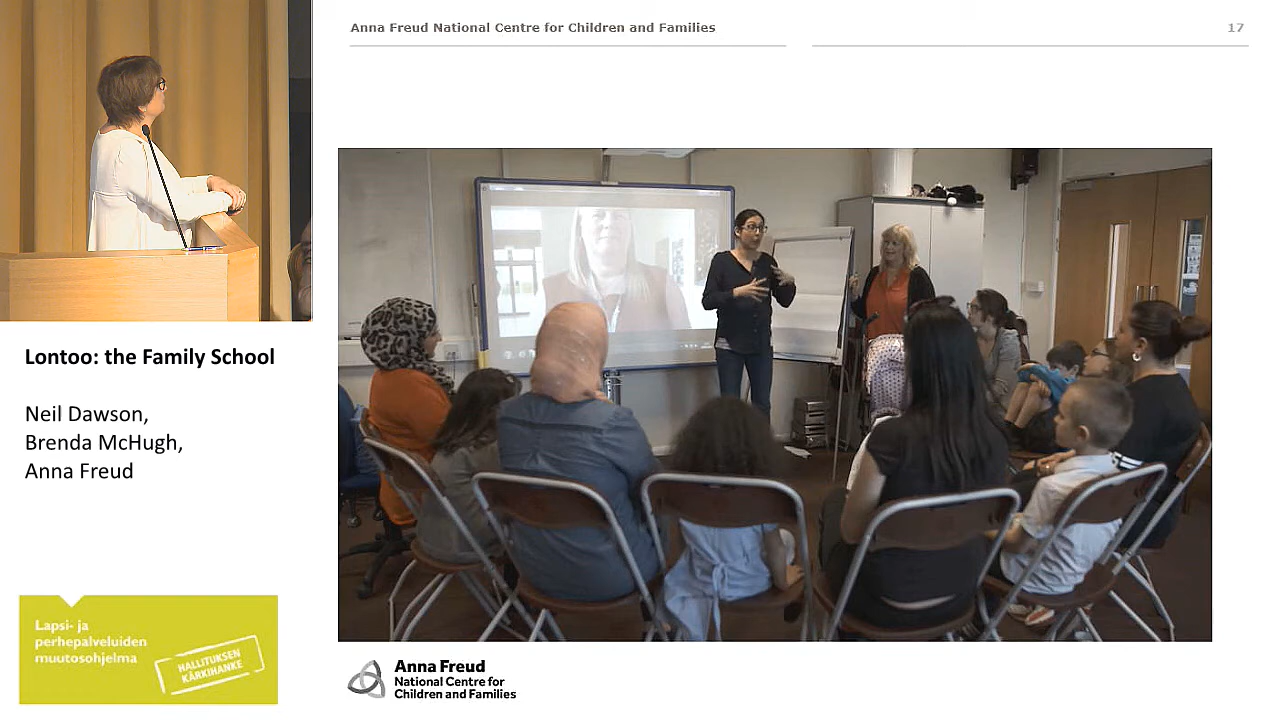 Anna Freud National Centre for Children and Families
17
Lontoo: the Family School
Neil Dawson,
Brenda McHugh,
Anna Freud
Lapsi- ja
perhepalveluiden
muutosohjelma
HALLITUKSEN
KÄRKIHANKE
Anna Freud
National Centre for
Children and Families